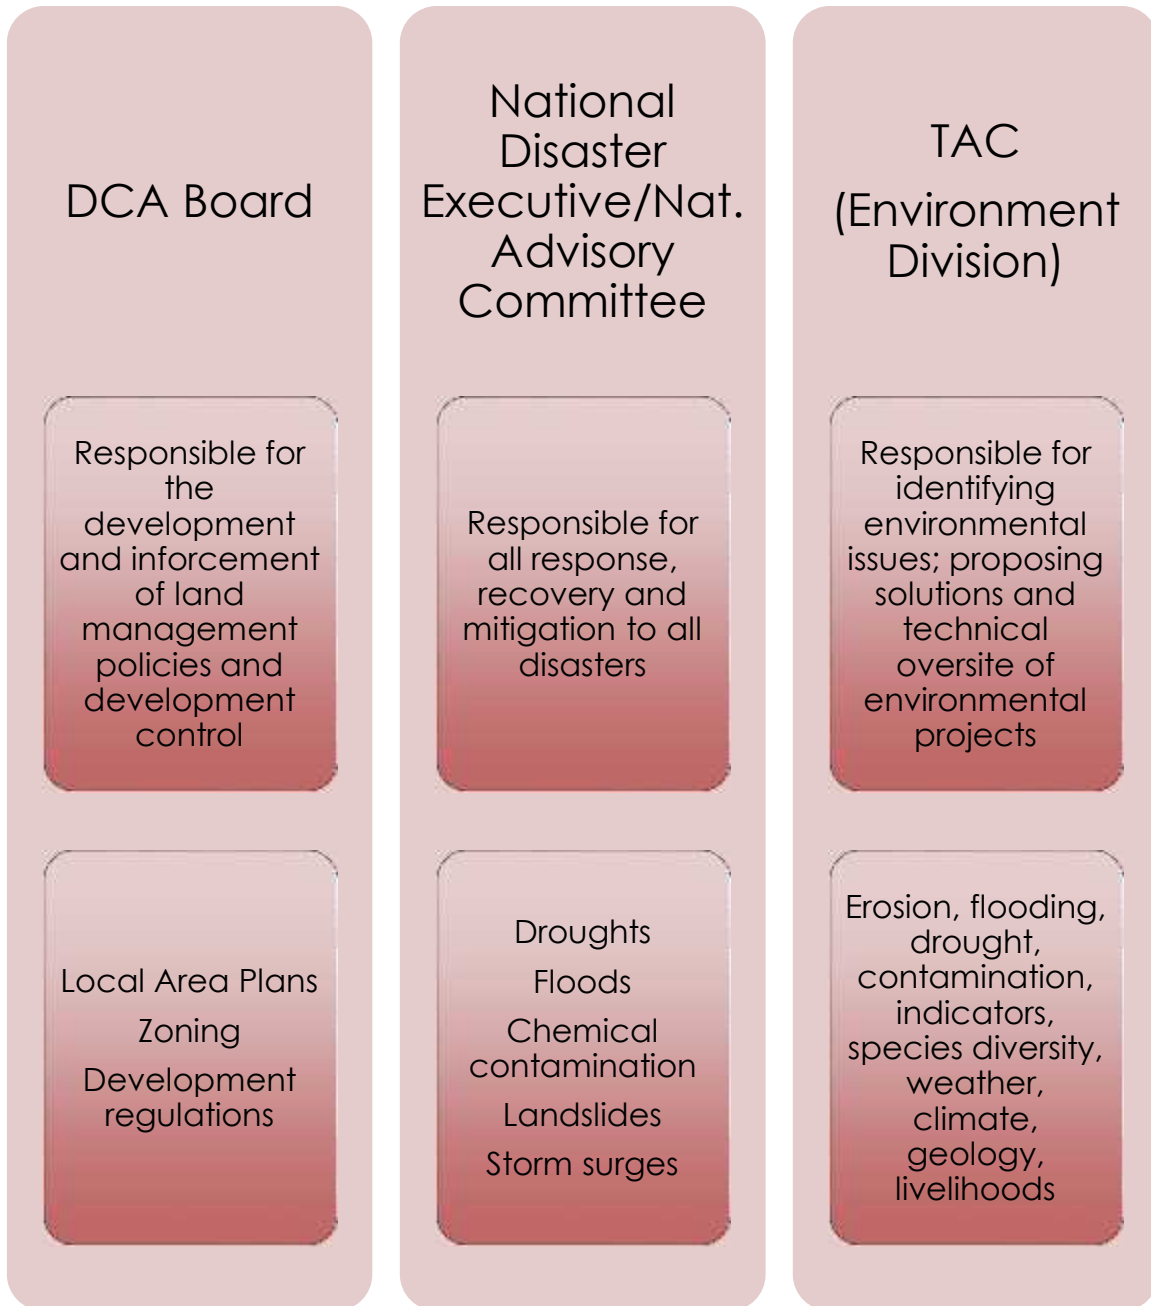 DCA Board
Responsible for
the
development
and inforcement
of land
management
policies and
development
control
Local Area Plans
Zoning
Development
regulations
National
Disaster
Executive/Nat.
Advisory
Committee
Responsible for
all response,
recovery and
mitigation to all
disasters
Droughts
Floods
Chemical
contamination
Landslides
Storm surges
TAC
(Environment
Division)
Responsible for
identifying
environmental
issues; proposing
solutions and
technical
oversite of
environmental
projects
Erosion, flooding,
drought,
contamination,
indicators,
species diversity,
weather,
climate,
geology,
livelihoods